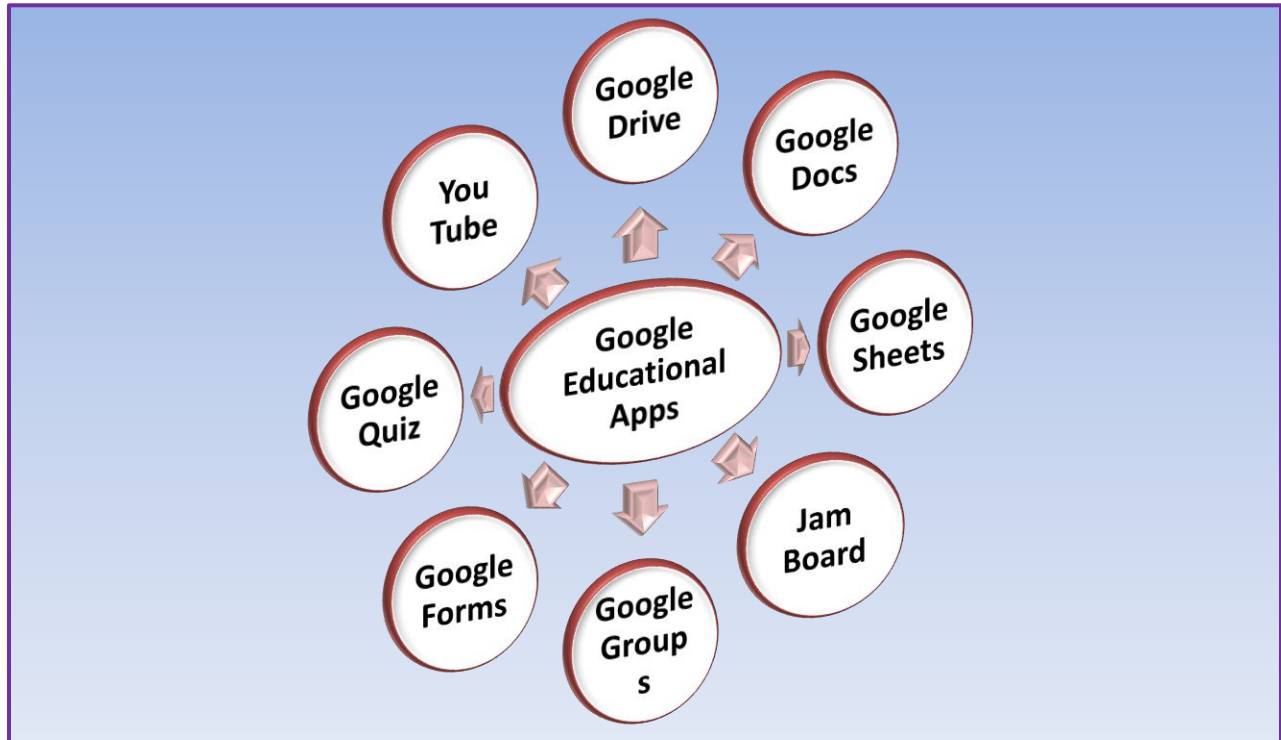 Google
Drive
Google
Docs
You
Tube
Google
Sheets
Google
Educational
Apps
Google
Quiz
Jam
Board
Google
Forms
Google
Group
s